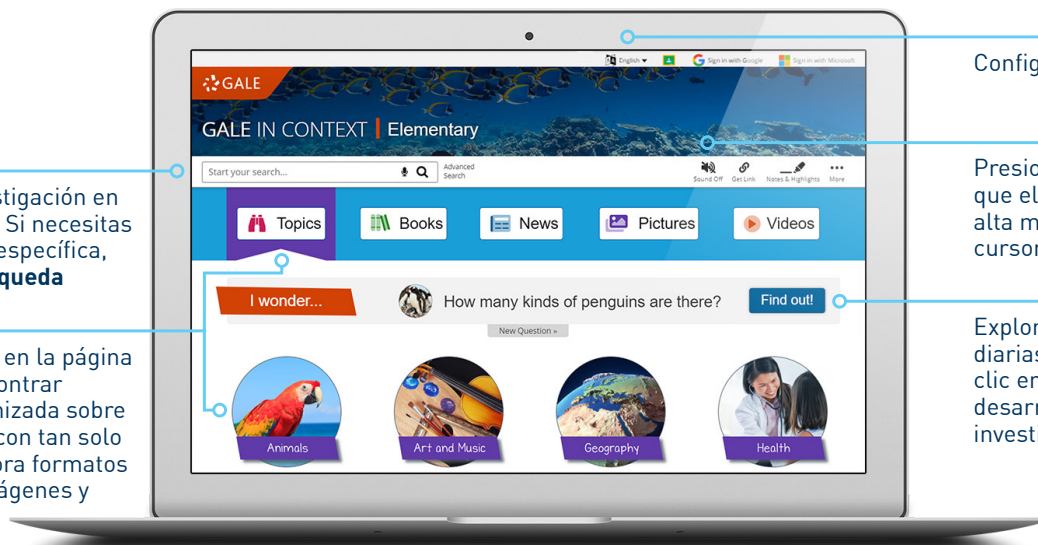 English
Sign in with Google
Sign in with Microsoft
GALE
GALE IN CONTEXT Elementary
Start your search...
Advanced
Search
Sound Off
Get Link
Notes & Highlights
More
Topics
Books
News
Pictures
Videos
I wonder...
How many kinds of penguins are there?
Find out!
New Question »
Animals
Art and Music
Geography
Health
stigación en
Si necesitas
específica,
queda
en la página
ontrar
nizada sobre
con tan solo
ora formatos
ágenes y
Config
Presio
que el
alta m
cursor
Explor
diarias
clic en
desarr
investi